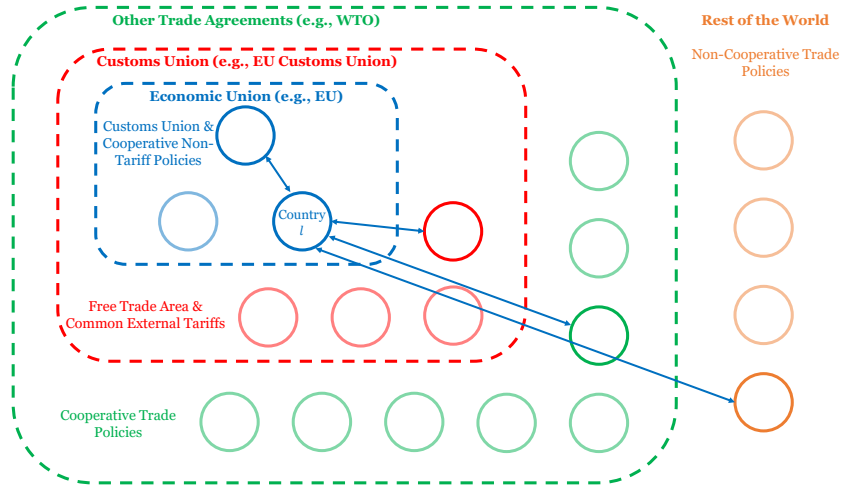 Other Trade Agreements (e.g., WTO)
Rest of the World
Non-Cooperative Trade
Policies
Customs Union (e.g., EU Customs Union)
Economic Union (e.g., EU)
Customs Union &
Cooperative Non-
Tariff Policies
Country
l
Free Trade Area &
Common External Tariffs
Cooperative Trade
Policies